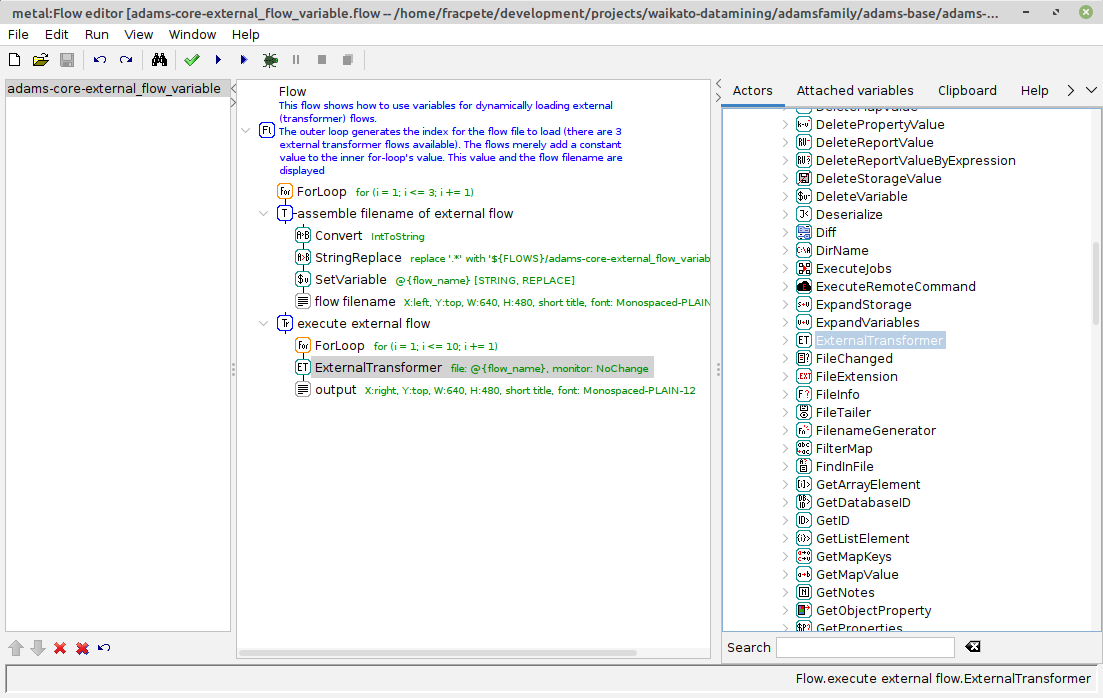 metal:Flow editor [adams-core-external_flow_variable.flow -- /home/fracpete/development/projects/waikato-datamining/adamsfamily/adams-base/adams-...
File Edit Run View Window Help
adams-core-external_flow_variable
Flow
This flow shows how to use variables for dynamically loading external
(transformer) flows.
The outer loop generates the index for the flow file to load (there are 3
external transformer flows available). The flows merely add a constant
value to the inner for-loop's value. This value and the flow filename are
displayed
ForLoop for (i = 1; i <= 3; i += 1)
assemble filename of external flow
Convert IntToString
StringReplace replace '.*' with '${FLOWS}/adams-core-external_flow_variab
SetVariable @{flow_name} [STRING, REPLACE]
flow filename X:left, Y:top, W:640, H:480, short title, font: Monospaced-PLAIN
execute external flow
ForLoop for (i = 1; i <= 10; i += 1)
ExternalTransformer file: @{flow_name}, monitor: NoChange
output X:right, Y:top, W:640, H:480, short title, font: Monospaced-PLAIN-12
Actors Attached variables Clipboard Help
DeleteMapValue
DeletePropertyValue
DeleteReportValue
DeleteReportValueByExpression
DeleteStorageValue
DeleteVariable
Deserialize
Diff
DirName
ExecuteJobs
ExecuteRemoteCommand
ExpandStorage
ExpandVariables
ExternalTransformer
FileChanged
FileExtension
FileInfo
FileTailer
FilenameGenerator
FilterMap
FindInFile
GetArrayElement
GetDatabaseID
GetID
GetListElement
GetMapKeys
GetMapValue
GetNotes
GetObjectProperty
GetProperties
Search
Flow.execute external flow.ExternalTransformer